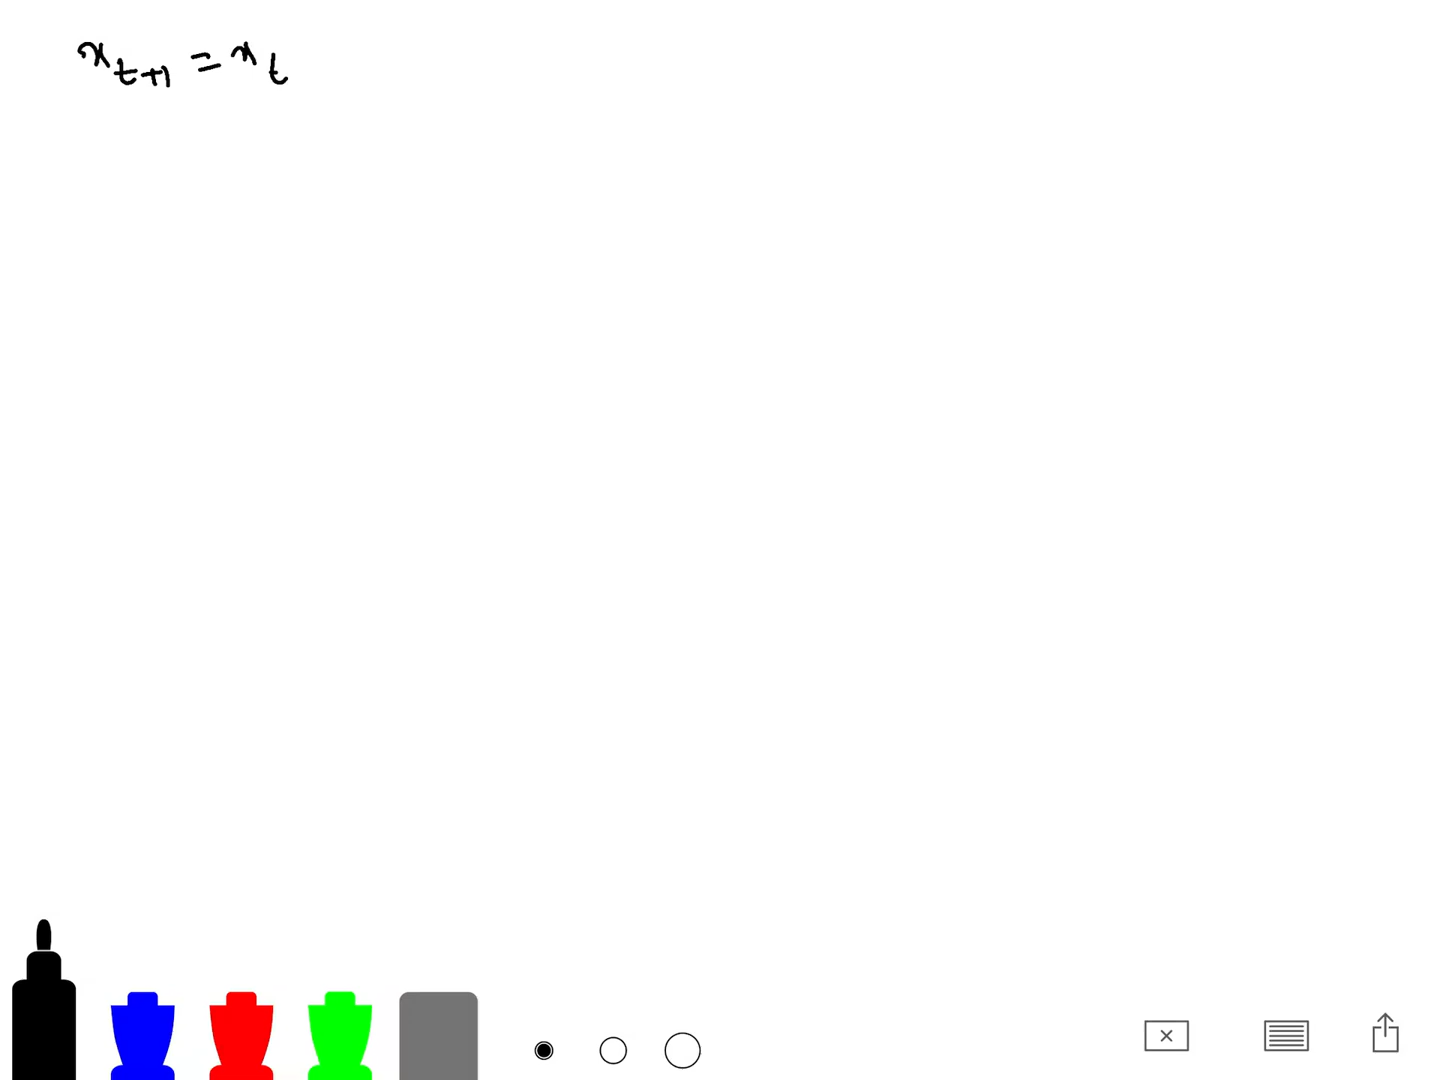 x_{t+1} = x_t